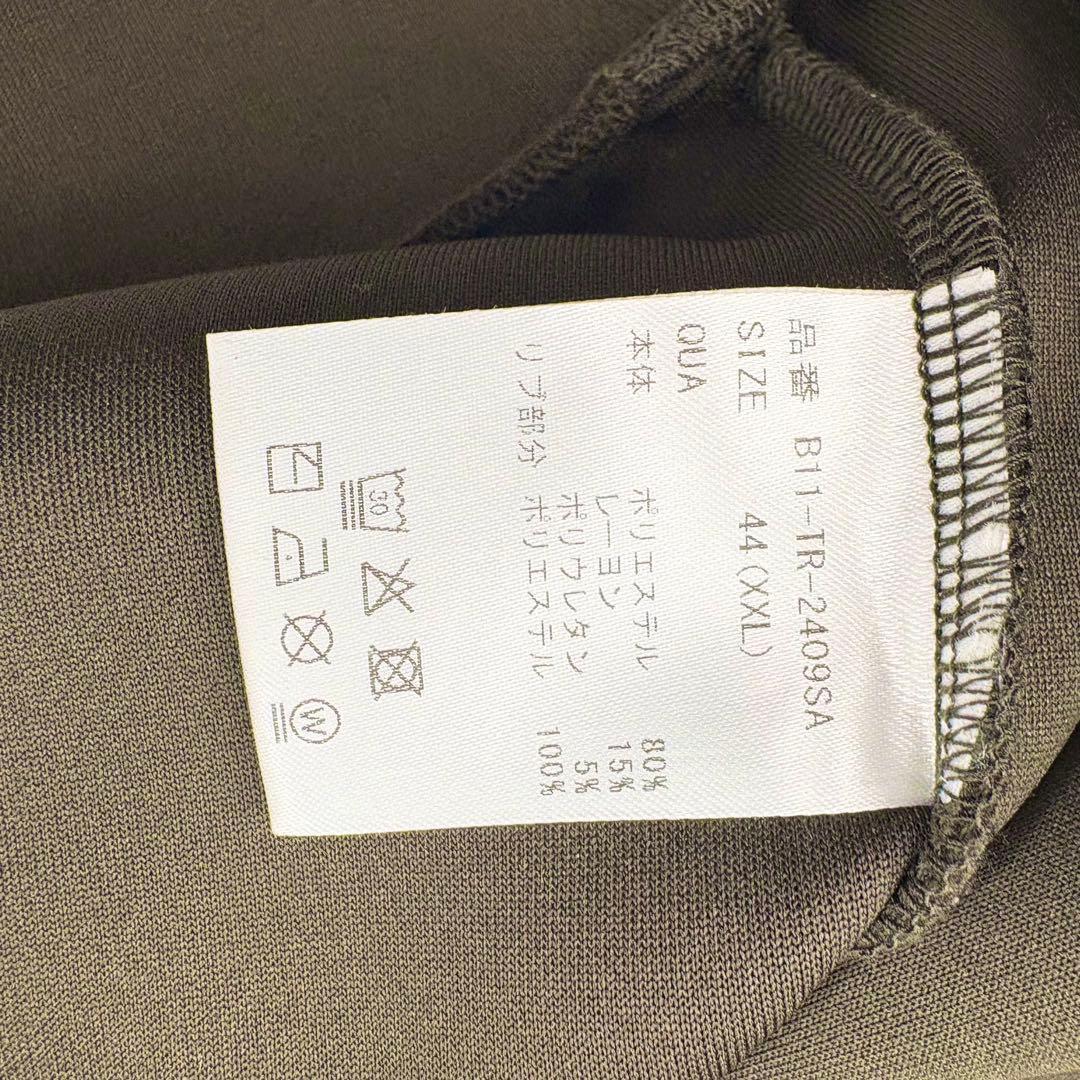 品番 B11-TR-2409SA
SIZE 44(XXL)
QUA
本体 ポリエステル 80%
レーヨン 15%
ポリウレタン 5%
リブ部分 ポリエステル 100%
30
W